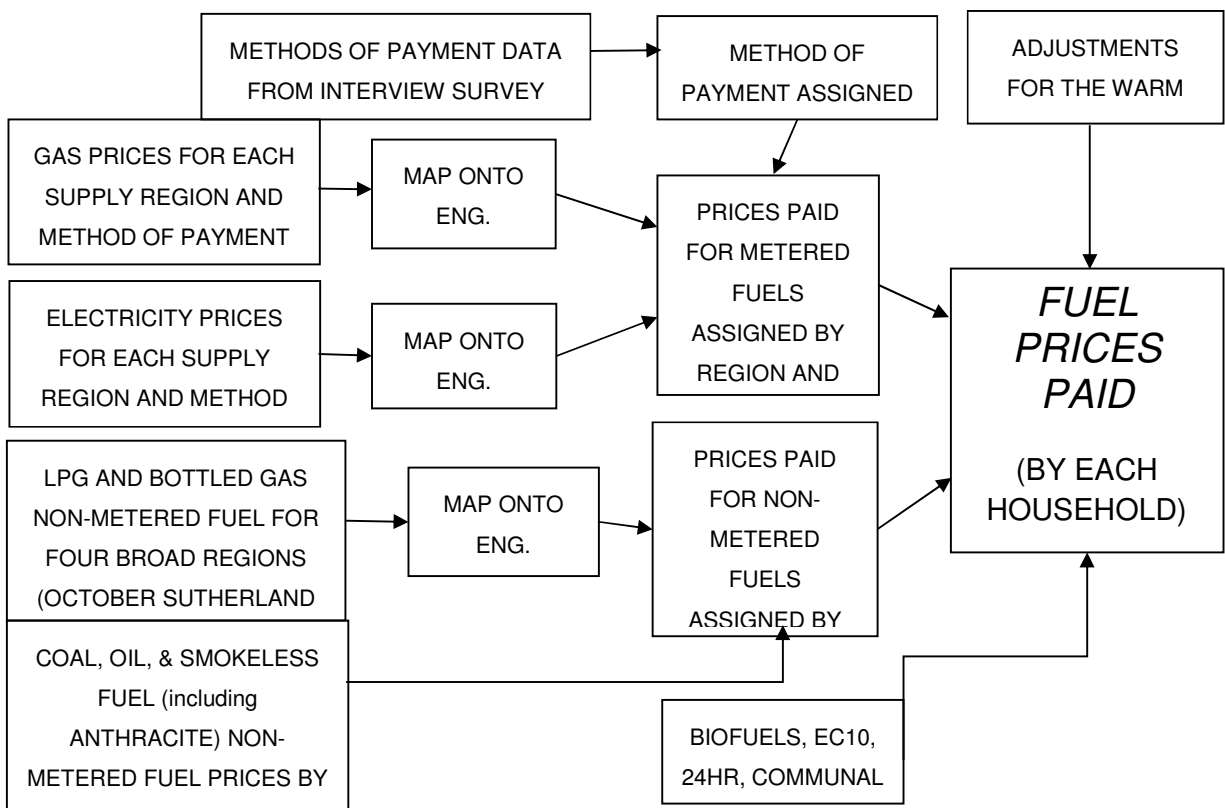 METHODS OF PAYMENT DATA
FROM INTERVIEW SURVEY
METHOD OF
PAYMENT ASSIGNED
ADJUSTMENTS
FOR THE WARM
GAS PRICES FOR EACH
SUPPLY REGION AND
METHOD OF PAYMENT
MAP ONTO
ENG.
PRICES PAID
FOR METERED
FUELS
ASSIGNED BY
REGION AND
ELECTRICITY PRICES
FOR EACH SUPPLY
REGION AND METHOD
MAP ONTO
ENG.
FUEL
PRICES
PAID
(BY EACH
HOUSEHOLD)
LPG AND BOTTLED GAS
NON-METERED FUEL FOR
FOUR BROAD REGIONS
(OCTOBER SUTHERLAND
MAP ONTO
ENG.
PRICES PAID
FOR NON-
METERED
FUELS
ASSIGNED BY
COAL, OIL, & SMOKELESS
FUEL (including
ANTHRACITE) NON-
METERED FUEL PRICES BY
BIOFUELS, EC10,
24HR, COMMUNAL